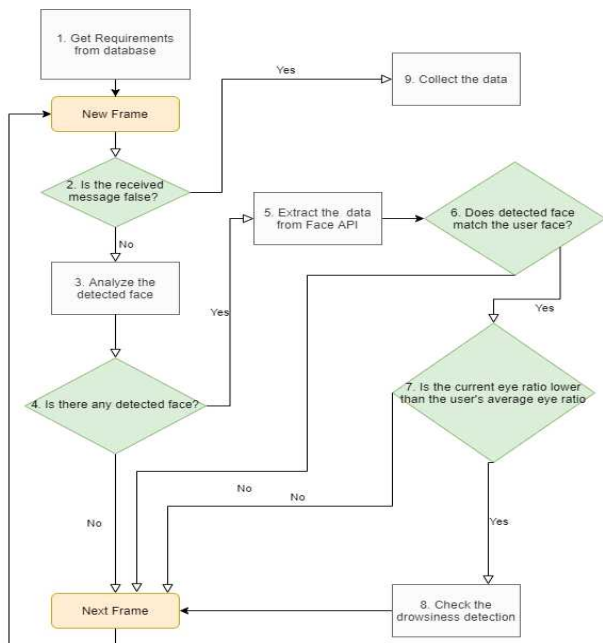 1. Get Requirements
from database
Yes
9. Collect the data
New Frame
2. Is the received
message false?
No
5. Extract the data
from Face API
6. Does detected face
match the user face?
3. Analyze the
detected face
Yes
Yes
4. Is there any detected face?
7. Is the current eye ratio lower
than the user's average eye ratio
No
No
No
Yes
Next Frame
8. Check the
drowsiness detection